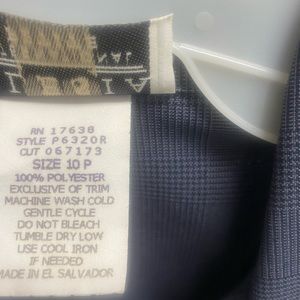 RN 17638
STYLE P6320R
CUT 067173
SIZE 10 P
100% POLYESTER
EXCLUSIVE OF TRIM
MACHINE WASH COLD
GENTLE CYCLE
DO NOT BLEACH
TUMBLE DRY LOW
USE COOL IRON
IF NEEDED
MADE IN EL SALVADOR